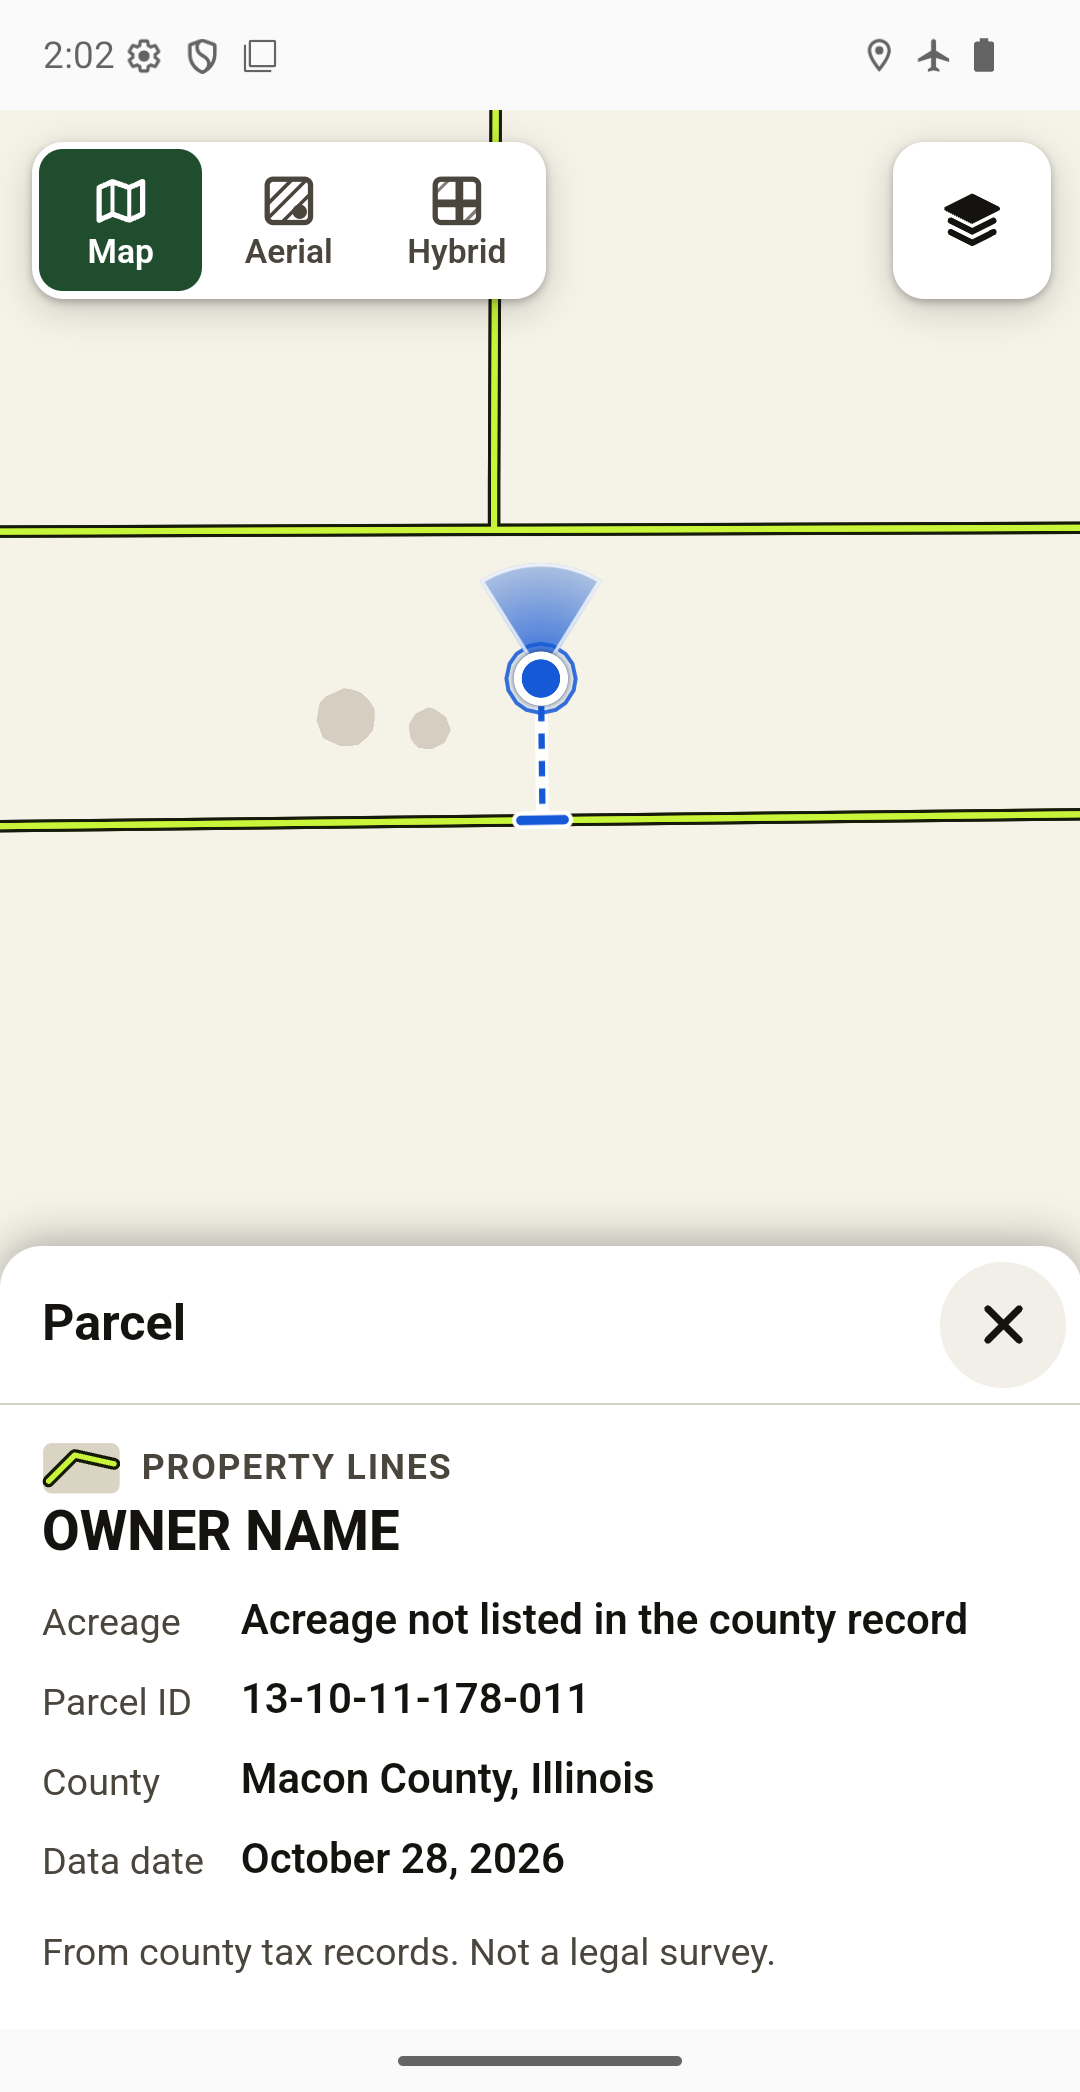 2:02
Map
Aerial
Hybrid
Parcel
PROPERTY LINES
OWNER NAME
Acreage Acreage not listed in the county record
Parcel ID 13-10-11-178-011
County Macon County, Illinois
Data date October 28, 2026
From county tax records. Not a legal survey.